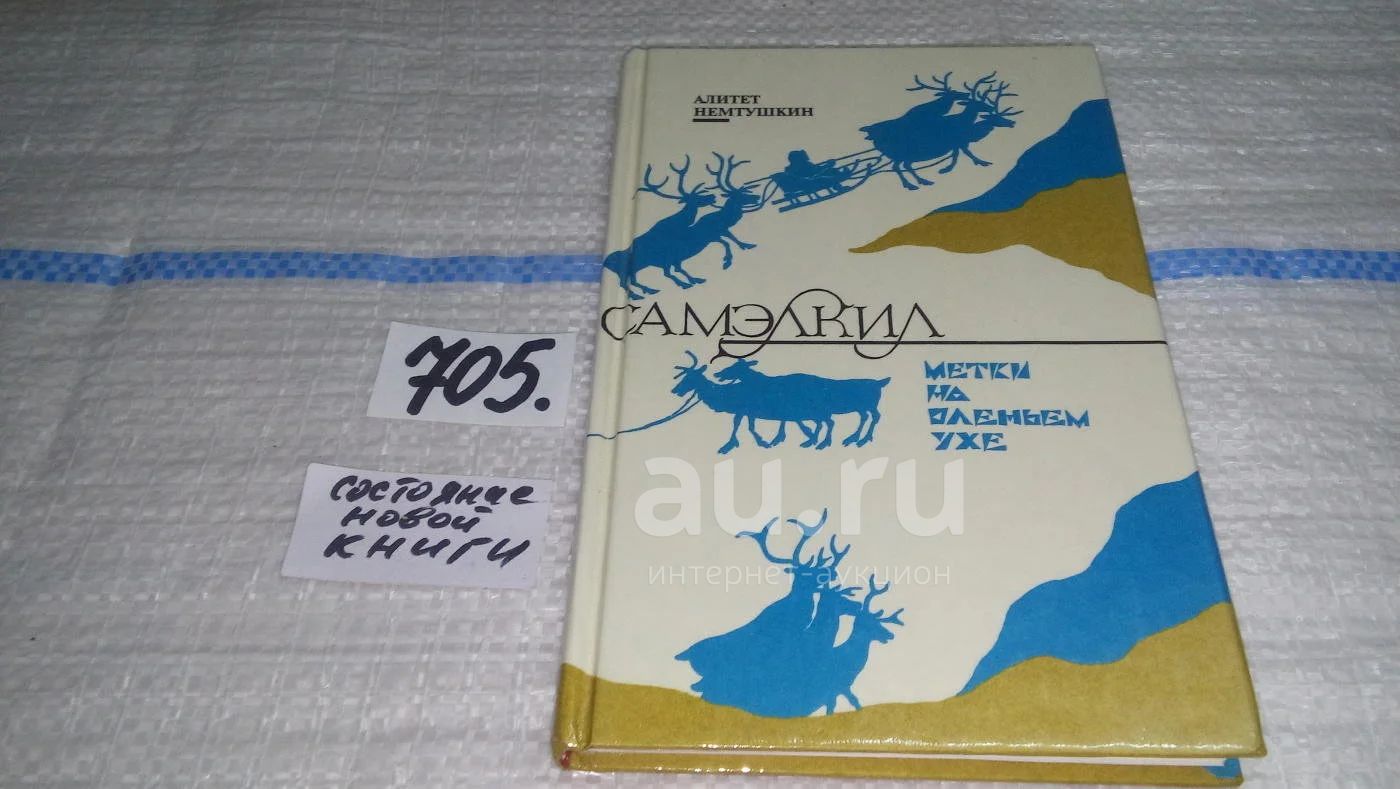 АЛИТЕТ
НЕМТУШКИН
САМЭЛКИЛ
МЕТКИ
НА
ОЛЕНЬЕМ
УХЕ
705.
состояние
новой
книги
au.ru
интернет-аукцион